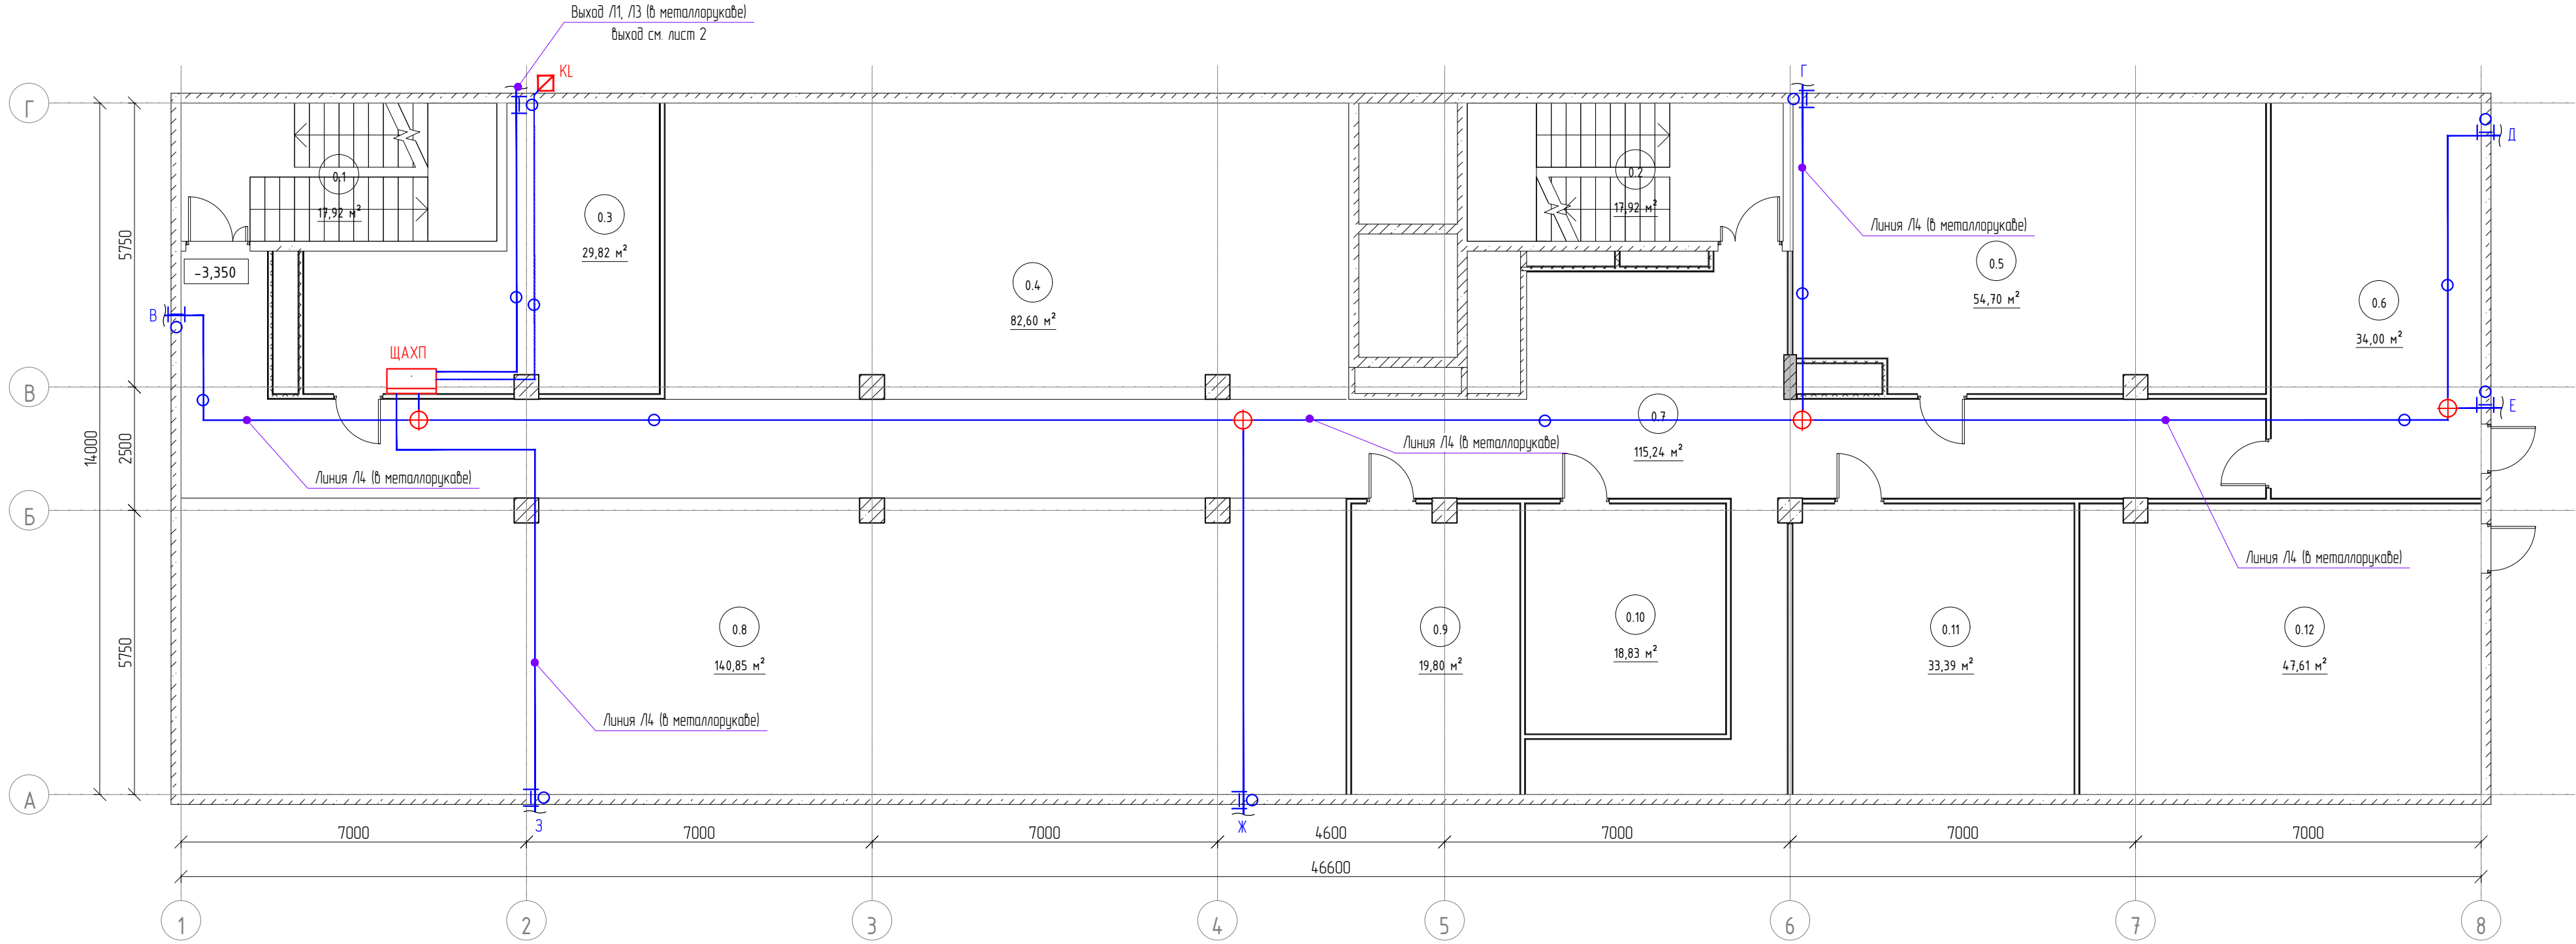 Выход Л1, Л3 (в металлорукаве)
выход см. лист 2
KL
Г
Г
Д
0.1
17,92 м²
0.2
17,92 м²
0.3
29,82 м²
Линия Л4 (в металлорукаве)
5750
-3,350
0.4
82,60 м²
0.5
54,70 м²
0.6
34,00 м²
В
ЩАХП
В
Е
0.7
115,24 м²
14000
2500
Линия Л4 (в металлорукаве)
Линия Л4 (в металлорукаве)
Б
Линия Л4 (в металлорукаве)
5750
0.8
140,85 м²
0.9
19,80 м²
0.10
18,83 м²
0.11
33,39 м²
0.12
47,61 м²
Линия Л4 (в металлорукаве)
А
З
Ж
7000
7000
7000
4600
7000
7000
7000
46600
1
2
3
4
5
6
7
8